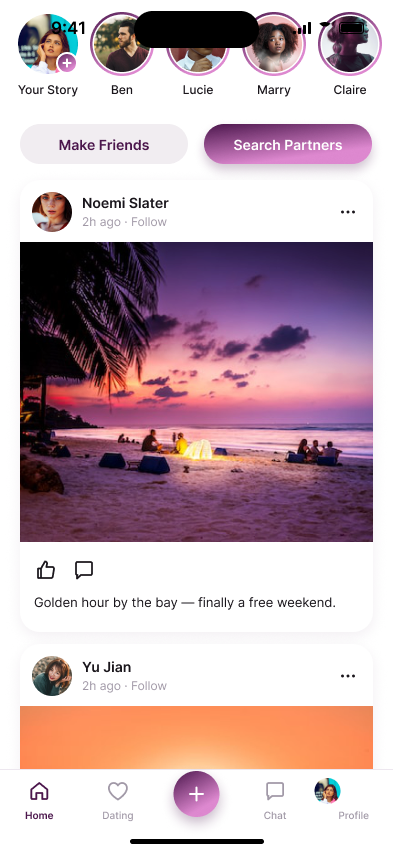 9:41
Your Story
Ben
Lucie
Marry
Claire
Make Friends
Search Partners
Noemi Slater
2h ago · Follow
Golden hour by the bay — finally a free weekend.
Yu Jian
2h ago · Follow
Home
Dating
Chat
Profile